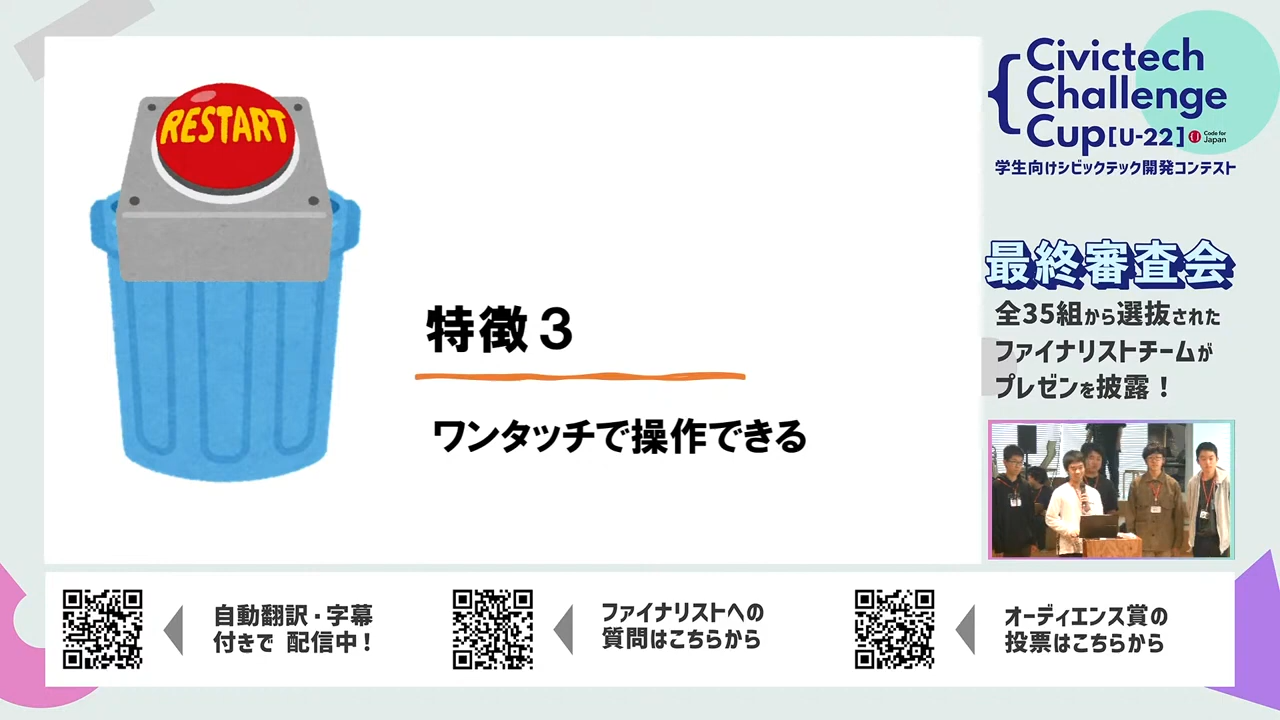 RESTART
特徴３
ワンタッチで操作できる
Civictech
Challenge
Cup[U-22]
Code for
Japan
学生向けシビックテック開発コンテスト
最終審査会
全35組から選抜された
ファイナリストチームが
プレゼンを披露！
自動翻訳・字幕
付きで 配信中！
ファイナリストへの
質問はこちらから
オーディエンス賞の
投票はこちらから